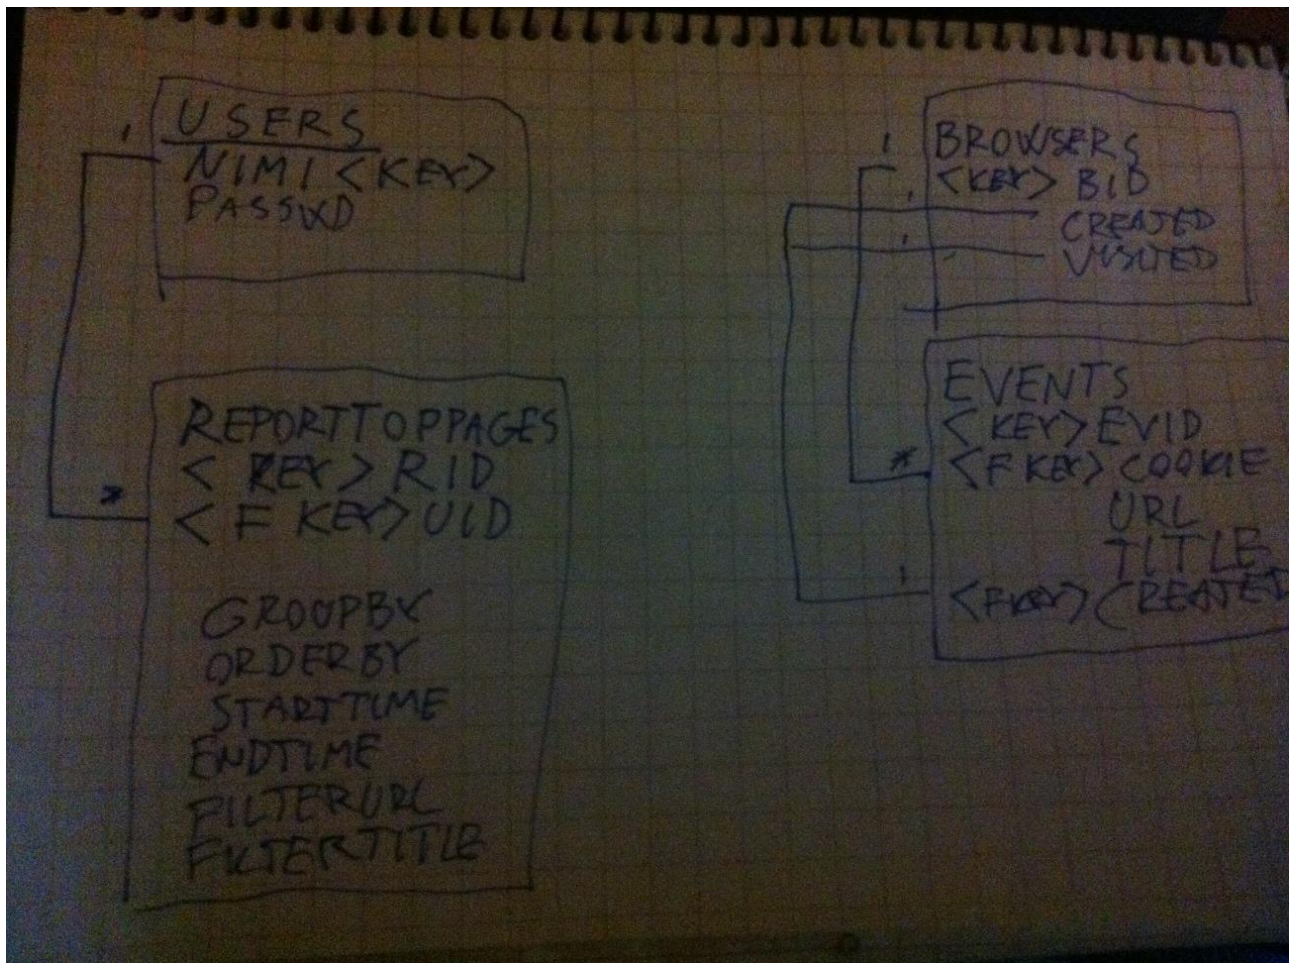 USERS
NIMI <KEY>
PASSWD
1
*
REPORTTOPPAGES
< KEY > RID
< F KEY> UID
GROUPBY
ORDERBY
STARTTIME
ENDTIME
FILTERURL
FILTERTITLE
1
BROWSERS
<KEY> BID
1
CREATED
1
VISITED
EVENTS
<KEY> EVID
*
<F KEY> COOKIE
URL
TITLE
1
<FKEY> CREATED